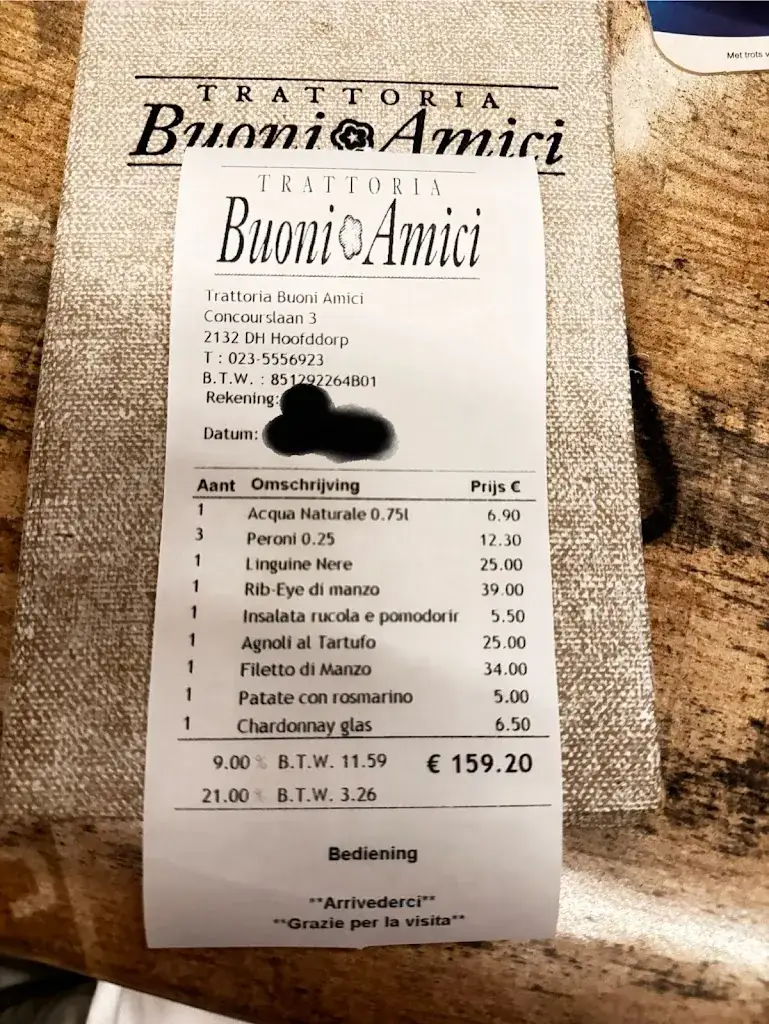 Met trots
TRATTORIA
Buoni Amici
TRATTORIA
Buoni Amici
Trattoria Buoni Amici
Concourslaan 3
2132 DH Hoofddorp
T : 023-5556923
B.T.W. : 851292264B01
Rekening:
Datum:
Aant Omschrijving Prijs €
1 Acqua Naturale 0.75l 6.90
3 Peroni 0.25 12.30
1 Linguine Nere 25.00
1 Rib-Eye di manzo 39.00
1 Insalata rucola e pomodorir 5.50
1 Agnoli al Tartufo 25.00
1 Filetto di Manzo 34.00
1 Patate con rosmarino 5.00
1 Chardonnay glas 6.50
9.00 % B.T.W. 11.59 € 159.20
21.00 % B.T.W. 3.26
Bediening
**Arrivederci**
**Grazie per la visita**